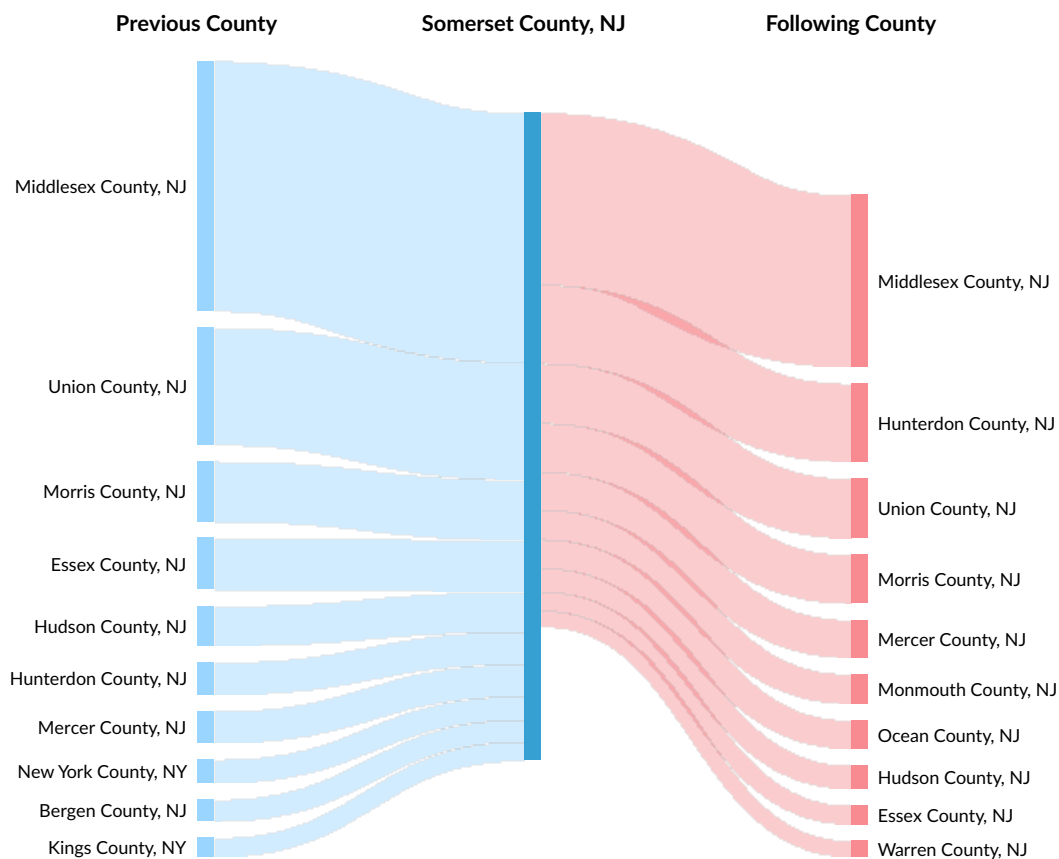 Previous County
Somerset County, NJ
Following County
Middlesex County, NJ
Union County, NJ
Morris County, NJ
Essex County, NJ
Hudson County, NJ
Hunterdon County, NJ
Mercer County, NJ
New York County, NY
Bergen County, NJ
Kings County, NY
Middlesex County, NJ
Hunterdon County, NJ
Union County, NJ
Morris County, NJ
Mercer County, NJ
Monmouth County, NJ
Ocean County, NJ
Hudson County, NJ
Essex County, NJ
Warren County, NJ